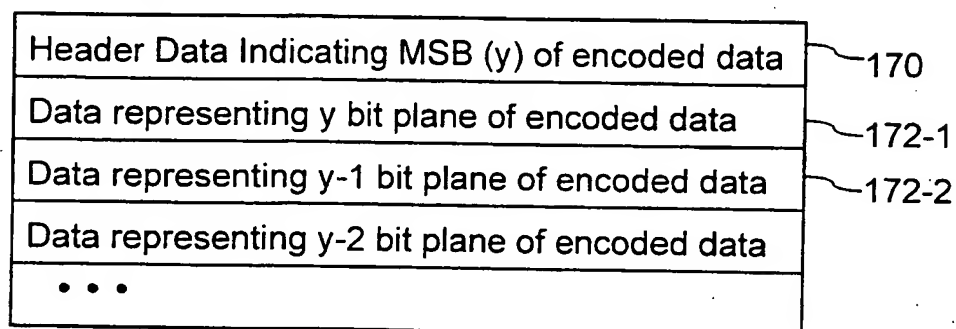 Header Data Indicating MSB (y) of encoded data 170
Data representing y bit plane of encoded data 172-1
Data representing y-1 bit plane of encoded data 172-2
Data representing y-2 bit plane of encoded data
• • •